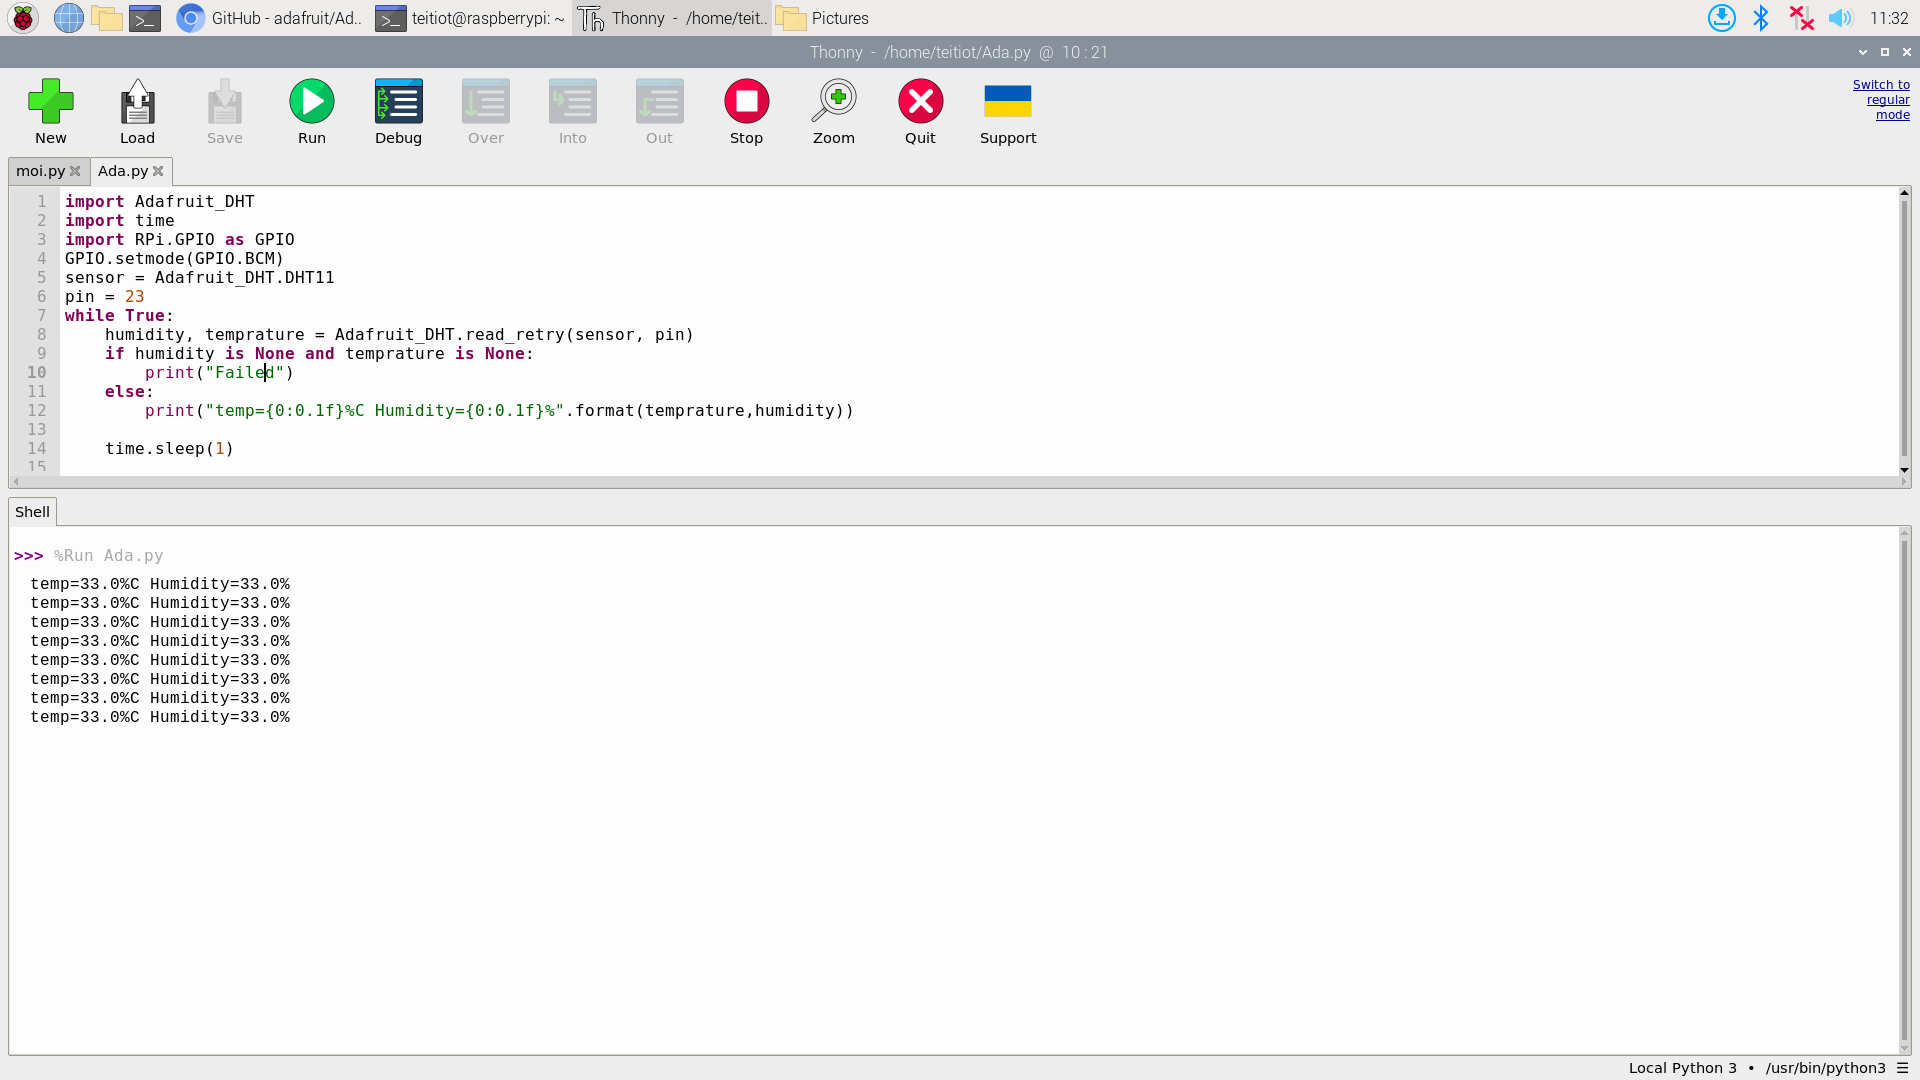 GitHub - adafruit/Ad.. teitiot@raspberrypi: ~ Thonny - /home/teit.. Pictures 11:32
Thonny - /home/teitiot/Ada.py @ 10 : 21
Switch to
regular
mode
New Load Save Run Debug Over Into Out Stop Zoom Quit Support
moi.py Ada.py
1 import Adafruit_DHT
2 import time
3 import RPi.GPIO as GPIO
4 GPIO.setmode(GPIO.BCM)
5 sensor = Adafruit_DHT.DHT11
6 pin = 23
7 while True:
8     humidity, temprature = Adafruit_DHT.read_retry(sensor, pin)
9     if humidity is None and temprature is None:
10         print("Failed")
11     else:
12         print("temp={0:0.1f}%C Humidity={0:0.1f}%".format(temprature,humidity))
13
14     time.sleep(1)
15
Shell
>>> %Run Ada.py
temp=33.0%C Humidity=33.0%
temp=33.0%C Humidity=33.0%
temp=33.0%C Humidity=33.0%
temp=33.0%C Humidity=33.0%
temp=33.0%C Humidity=33.0%
temp=33.0%C Humidity=33.0%
temp=33.0%C Humidity=33.0%
temp=33.0%C Humidity=33.0%
Local Python 3 • /usr/bin/python3 ☰